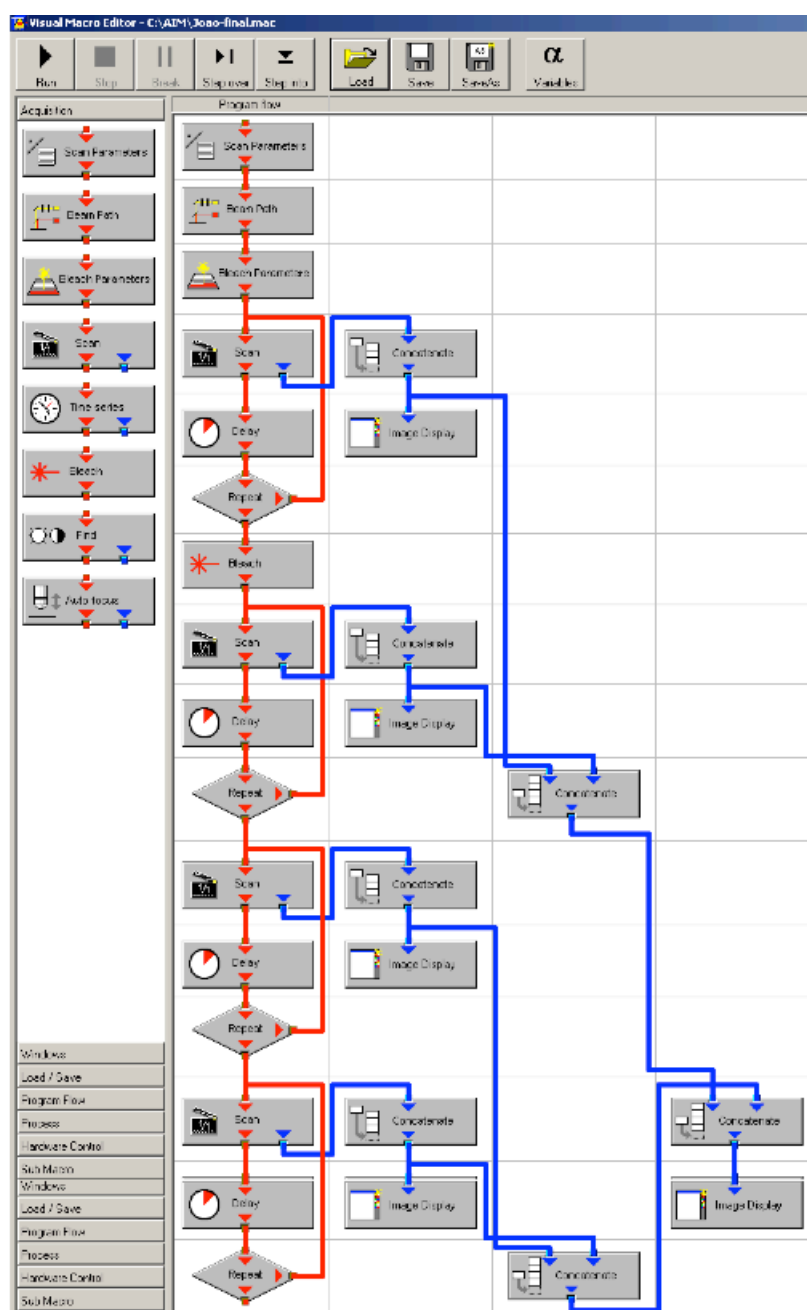 Visual Macro Editor - C:\AIM\Joao-final.mac
Run Stop Break Step over Step into Load Save SaveAs Variables
α
Acquisition
Program flow
Scan Parameters
Beam Path
Bleach Parameters
Scan
Time series
Bleach
Find
Auto focus
Windows
Load / Save
Program Flow
Process
Hardware Control
Sub Macro
Windows
Load / Save
Program Flow
Process
Hardware Control
Sub Macro
Scan Parameters
Beam Path
Bleach Parameters
Scan Concatenate
Delay Image Display
Repeat
Bleach
Scan Concatenate
Delay Image Display
Repeat Concatenate
Scan Concatenate
Delay Image Display
Repeat
Scan Concatenate Concatenate
Delay Image Display Image Display
Repeat Concatenate